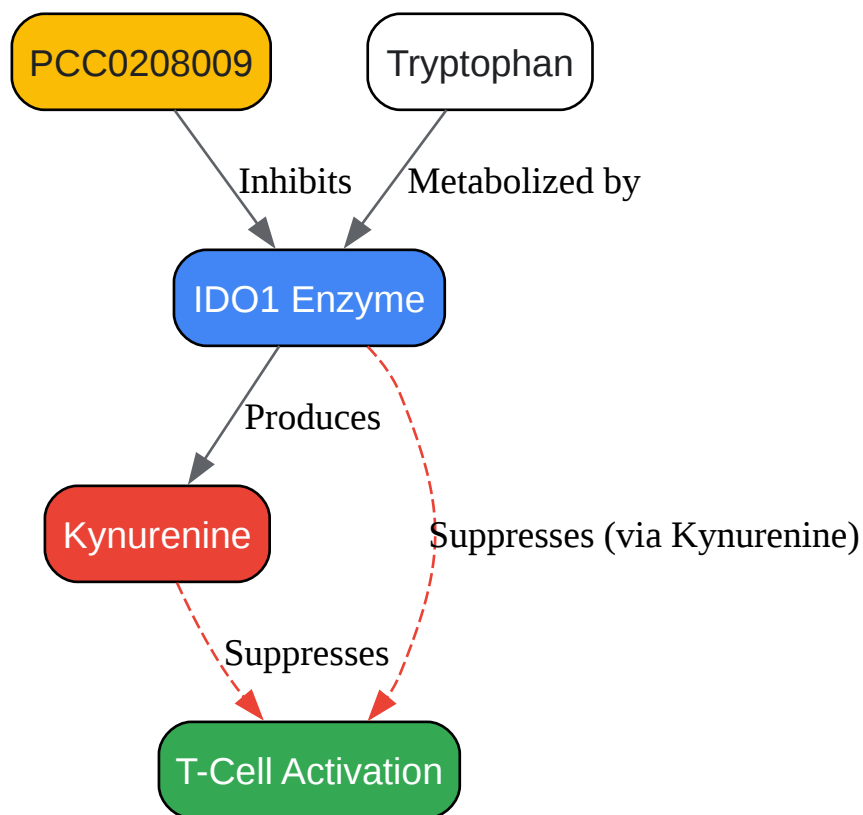 PCC0208009
Tryptophan
Inhibits
Metabolized by
IDO1 Enzyme
Produces
Kynurenine
Suppresses (via Kynurenine)
Suppresses
T-Cell Activation